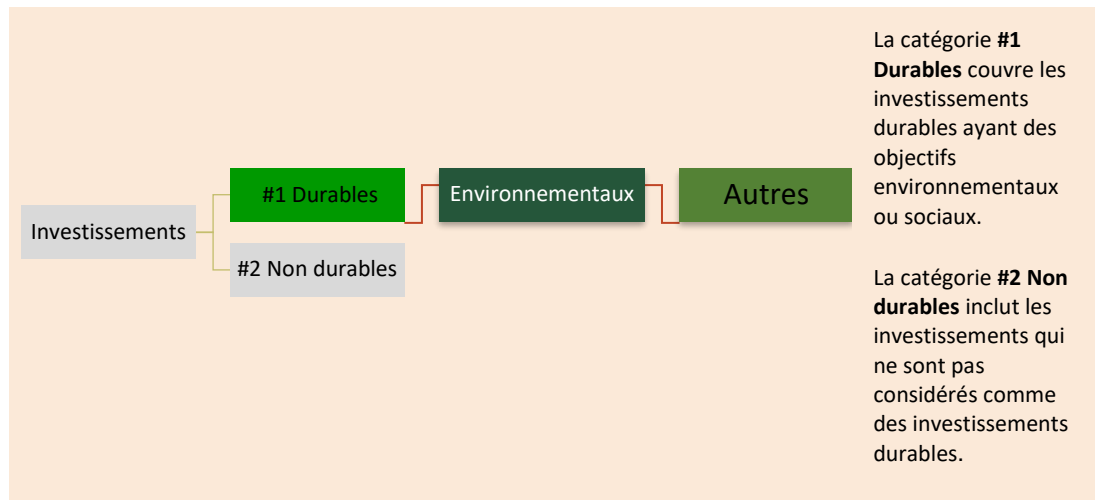 Investissements
#1 Durables
#2 Non durables
Environnementaux
Autres
La catégorie #1
Durables couvre les
investissements
durables ayant des
objectifs
environnementaux
ou sociaux.
La catégorie #2 Non
durables inclut les
investissements qui
ne sont pas
considérés comme
des investissements
durables.